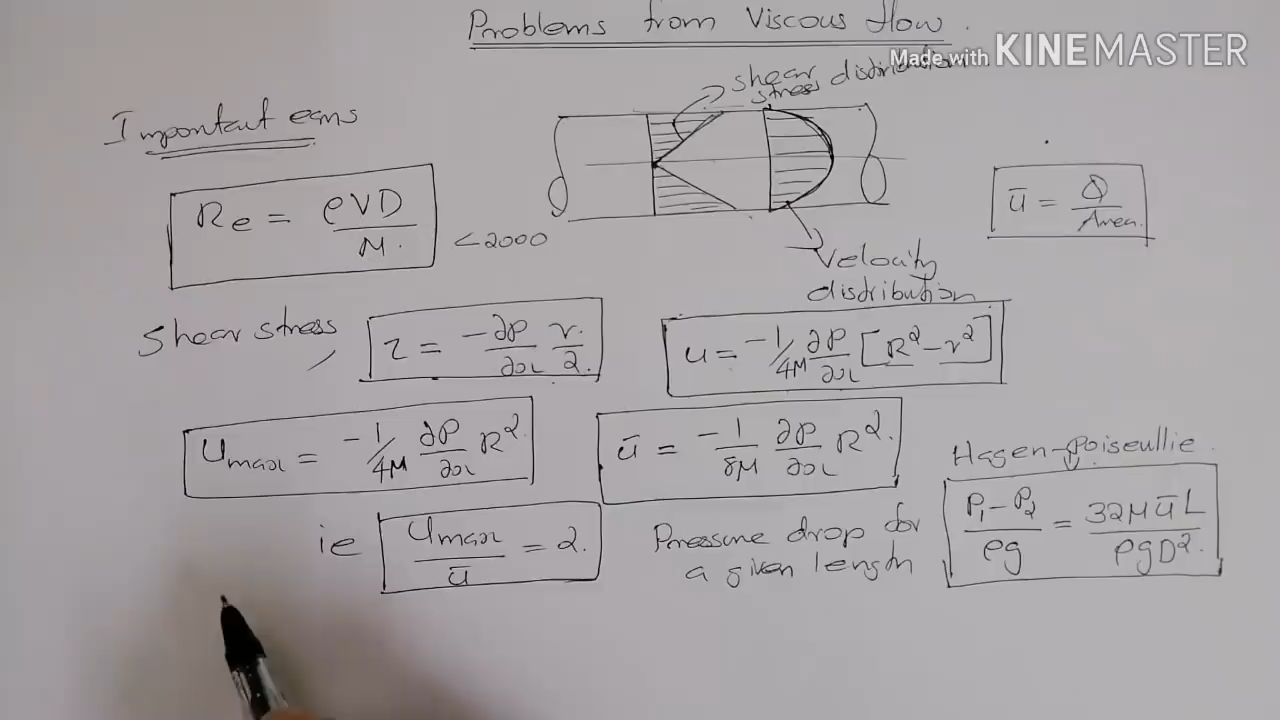 Problems from Viscous flow.
Made with KINEMASTER
shear stress distribution
Important eqns
Re = ρVD/μ. <2000
ū = Q/Area.
Velocity distribution
Shear stress τ = -∂P/∂x r/2.
u = -1/4μ ∂P/∂x [R² - r²]
Umax = -1/4μ ∂P/∂x R²
ū = -1/8μ ∂P/∂x R².
Hagen-poiseullie
ie Umax/ū = 2.
Pressure drop for a given length
P₁-P₂/ρg = 32μūL/ρgD².